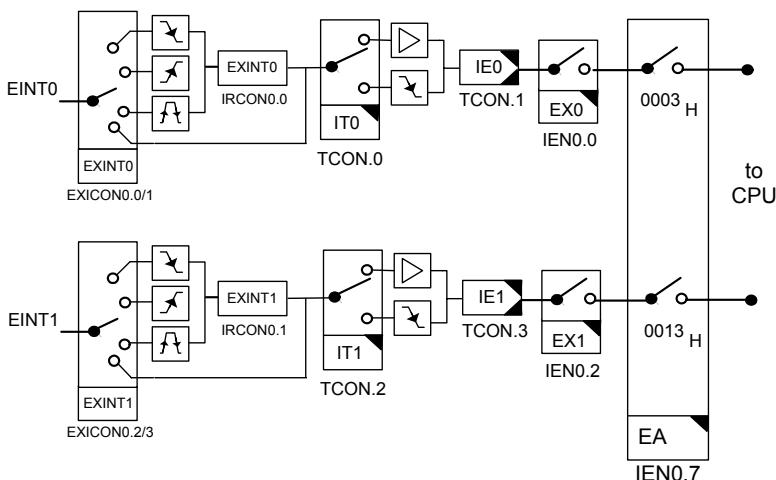 EINT0
EXINT0
EXICON0.0/1
EXINT0
IRCON0.0
IT0
TCON.0
IE0
TCON.1
EX0
IEN0.0
0003 H
to
CPU
EINT1
EXINT1
EXICON0.2/3
EXINT1
IRCON0.1
IT1
TCON.2
IE1
TCON.3
EX1
IEN0.2
0013 H
EA
IEN0.7